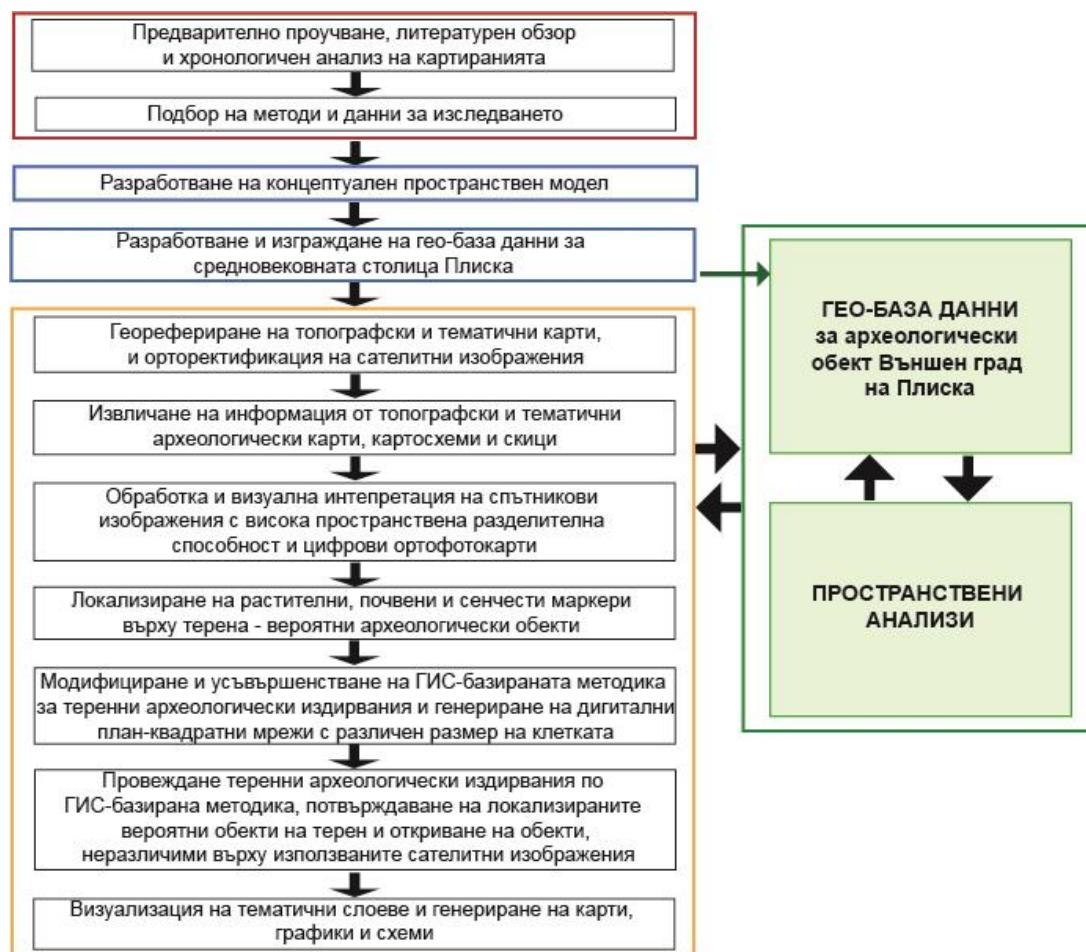 Предварително проучване, литературен обзор
и хронологичен анализ на картиранията
Подбор на методи и данни за изследването
Разработване на концептуален пространствен модел
Разработване и изграждане на гео-база данни за
средновековната столица Плиска
Георефериране на топографски и тематични карти,
и орторектификация на сателитни изображения
Извличане на информация от топографски и тематични
археологически карти, картосхеми и скици
Обработка и визуална интепретация на спътникови
изображения с висока пространствена разделителна
способност и цифрови ортофотокарти
Локализиране на растителни, почвени и сенчести маркери
върху терена - вероятни археологически обекти
Модифициране и усъвършенстване на ГИС-базираната методика
за теренни археологически издирвания и генериране на дигитални
план-квадратни мрежи с различен размер на клетката
Провеждане теренни археологически издирвания по
ГИС-базирана методика, потвърждаване на локализираните
вероятни обекти на терен и откриване на обекти,
неразличими върху използваните сателитни изображения
Визуализация на тематични слоеве и генериране на карти,
графики и схеми
ГЕО-БАЗА ДАННИ
за археологически
обект Външен град
на Плиска
ПРОСТРАНСТВЕНИ
АНАЛИЗИ